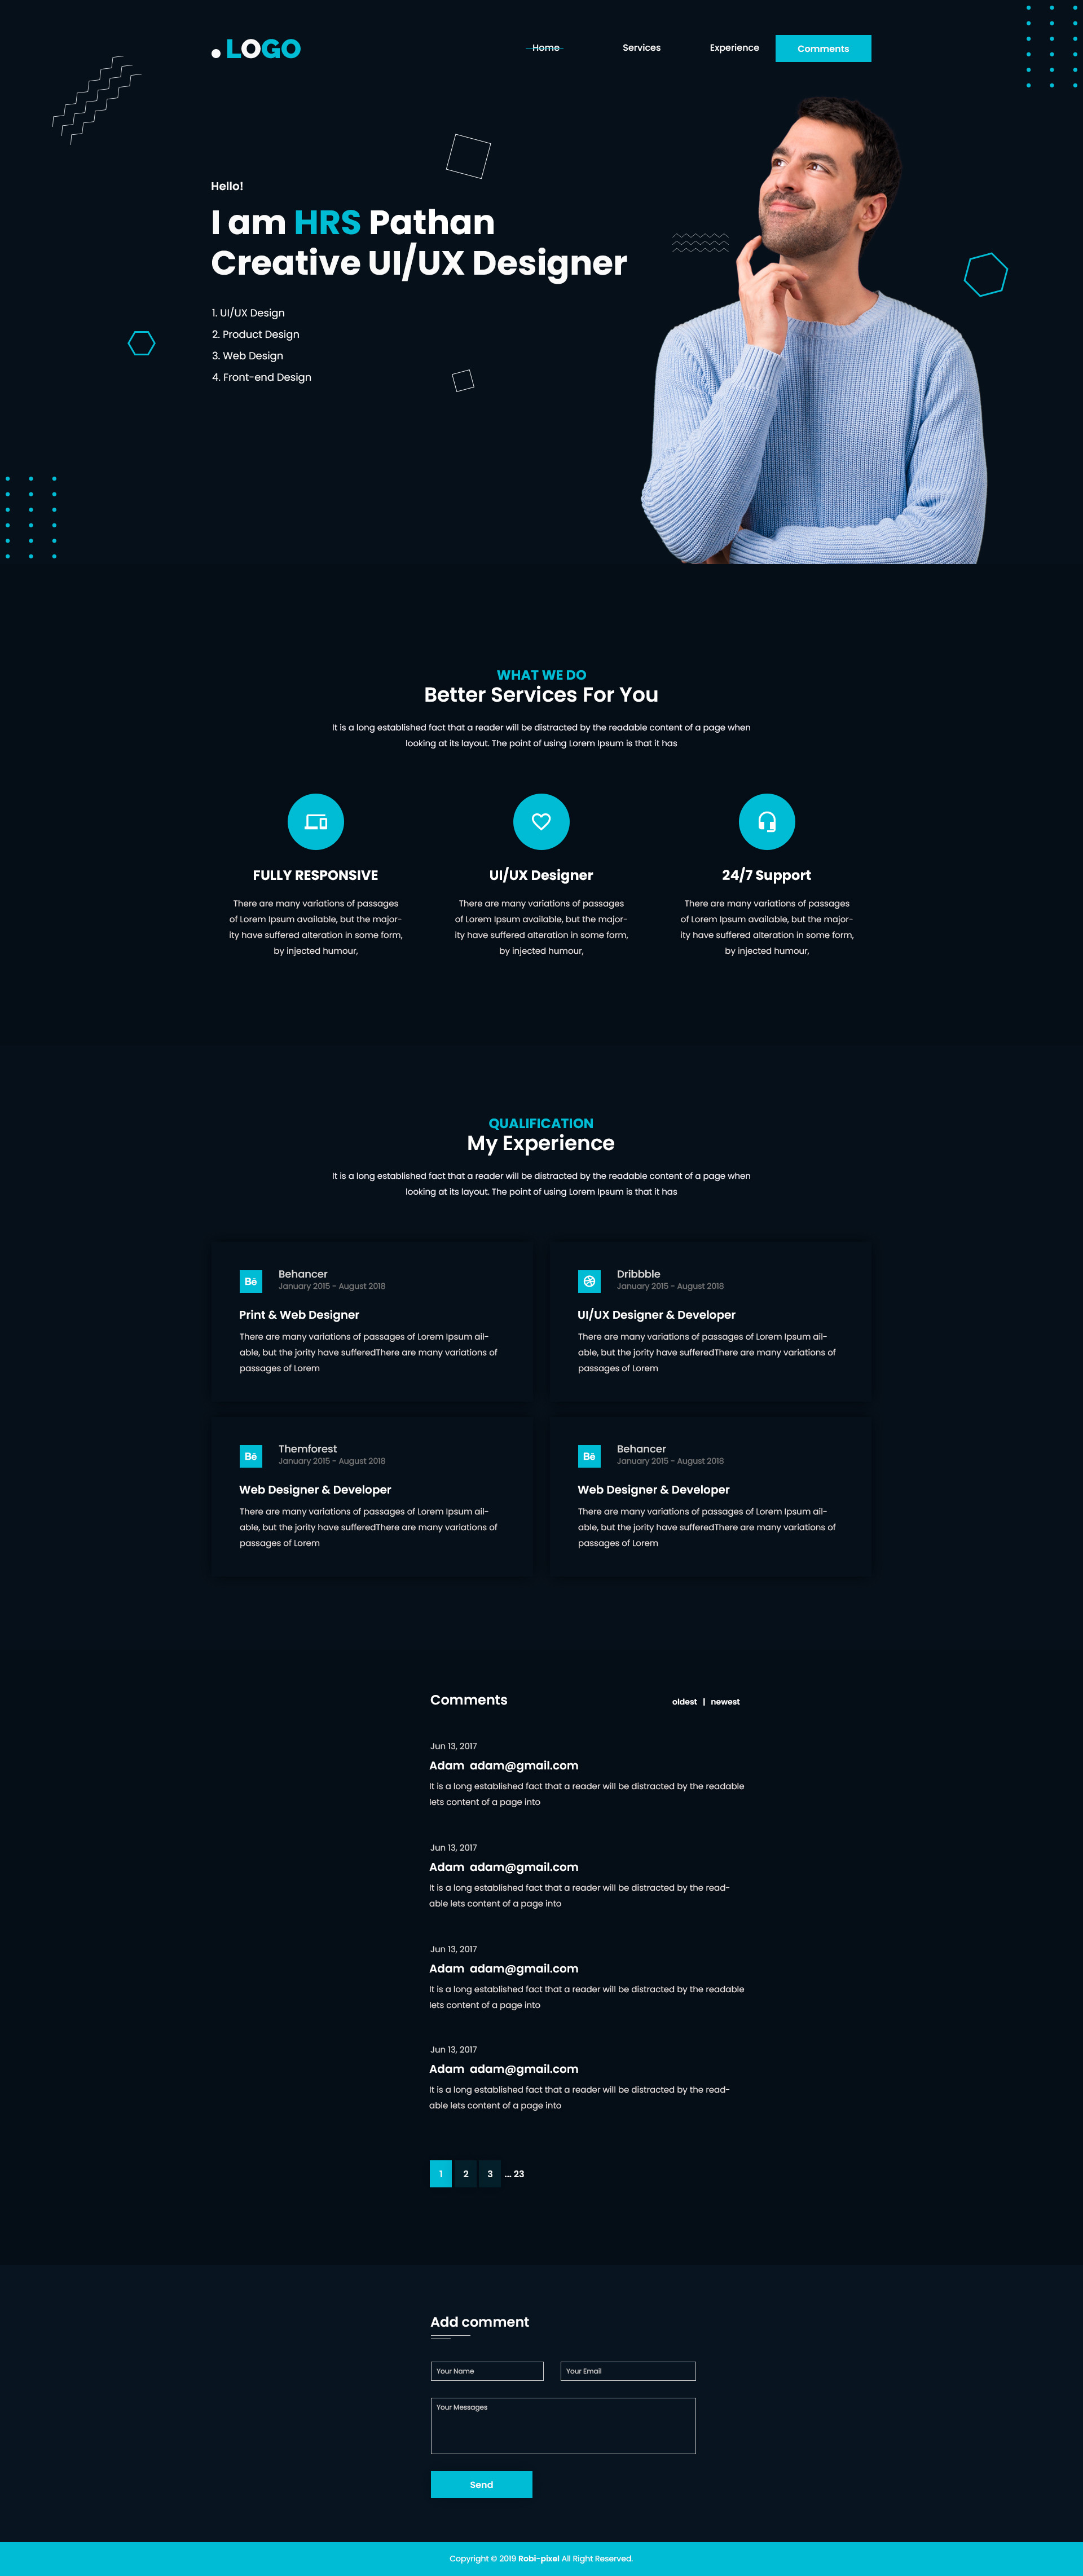 .LOGO
Home Services Experience Comments
Hello!
I am HRS Pathan
Creative UI/UX Designer
1. UI/UX Design
2. Product Design
3. Web Design
4. Front-end Design
WHAT WE DO
Better Services For You
It is a long established fact that a reader will be distracted by the readable content of a page when
looking at its layout. The point of using Lorem Ipsum is that it has
FULLY RESPONSIVE
There are many variations of passages
of Lorem Ipsum available, but the major-
ity have suffered alteration in some form,
by injected humour,
UI/UX Designer
There are many variations of passages
of Lorem Ipsum available, but the major-
ity have suffered alteration in some form,
by injected humour,
24/7 Support
There are many variations of passages
of Lorem Ipsum available, but the major-
ity have suffered alteration in some form,
by injected humour,
QUALIFICATION
My Experience
It is a long established fact that a reader will be distracted by the readable content of a page when
looking at its layout. The point of using Lorem Ipsum is that it has
Bē
Behancer
January 2015 - August 2018
Print & Web Designer
There are many variations of passages of Lorem Ipsum ail-
able, but the jority have sufferedThere are many variations of
passages of Lorem
Dribbble
January 2015 - August 2018
UI/UX Designer & Developer
There are many variations of passages of Lorem Ipsum ail-
able, but the jority have sufferedThere are many variations of
passages of Lorem
Bē
Themforest
January 2015 - August 2018
Web Designer & Developer
There are many variations of passages of Lorem Ipsum ail-
able, but the jority have sufferedThere are many variations of
passages of Lorem
Bē
Behancer
January 2015 - August 2018
Web Designer & Developer
There are many variations of passages of Lorem Ipsum ail-
able, but the jority have sufferedThere are many variations of
passages of Lorem
Comments
oldest | newest
Jun 13, 2017
Adam adam@gmail.com
It is a long established fact that a reader will be distracted by the readable
lets content of a page into
Jun 13, 2017
Adam adam@gmail.com
It is a long established fact that a reader will be distracted by the read-
able lets content of a page into
Jun 13, 2017
Adam adam@gmail.com
It is a long established fact that a reader will be distracted by the readable
lets content of a page into
Jun 13, 2017
Adam adam@gmail.com
It is a long established fact that a reader will be distracted by the read-
able lets content of a page into
1 2 3 ... 23
Add comment
Your Name
Your Email
Your Messages
Send
Copyright © 2019 Robi-pixel All Right Reserved.